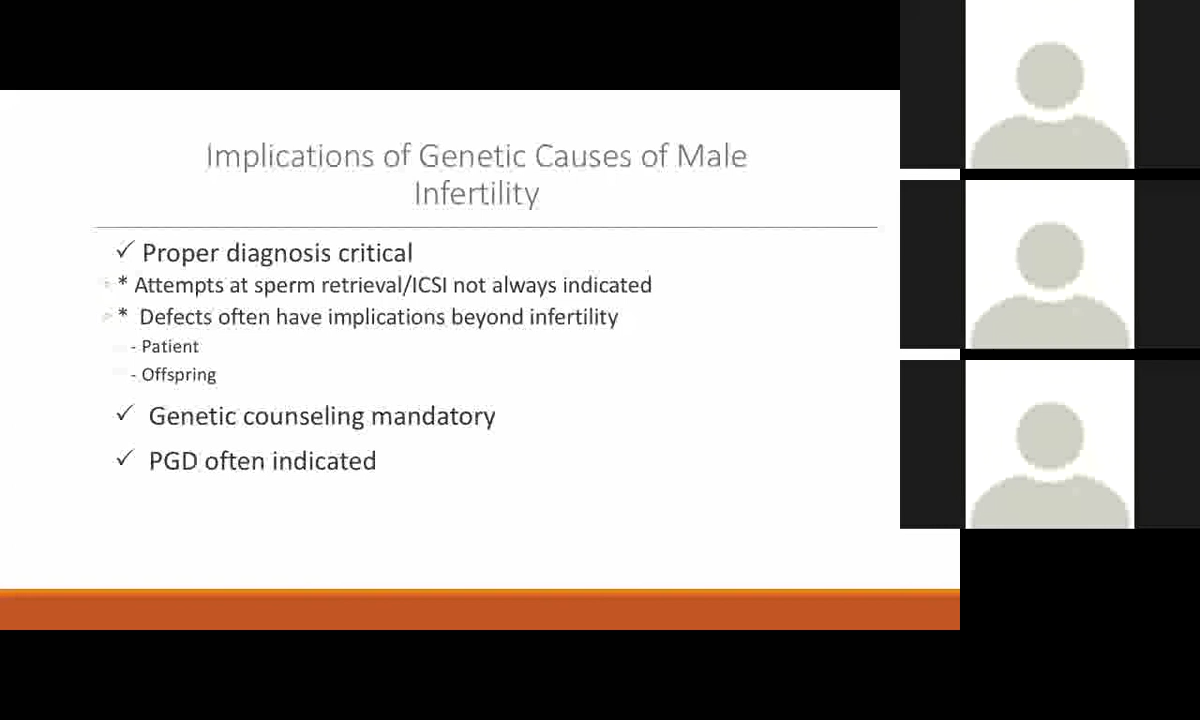 Implications of Genetic Causes of Male
Infertility
✓ Proper diagnosis critical
* Attempts at sperm retrieval/ICSI not always indicated
* Defects often have implications beyond infertility
- Patient
- Offspring
✓ Genetic counseling mandatory
✓ PGD often indicated